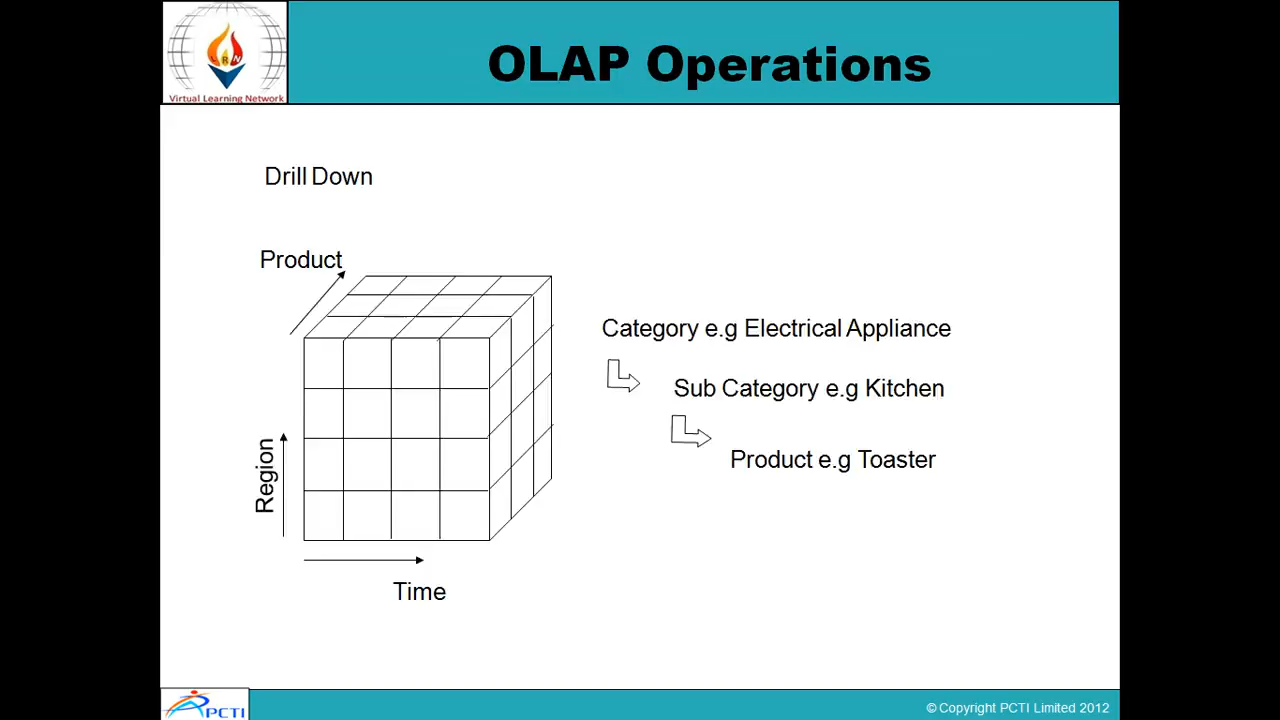 LRN
Virtual Learning Network
OLAP Operations
Drill Down
Product
Category e.g Electrical Appliance
Sub Category e.g Kitchen
Product e.g Toaster
Region
Time
PCTI
© Copyright PCTI Limited 2012